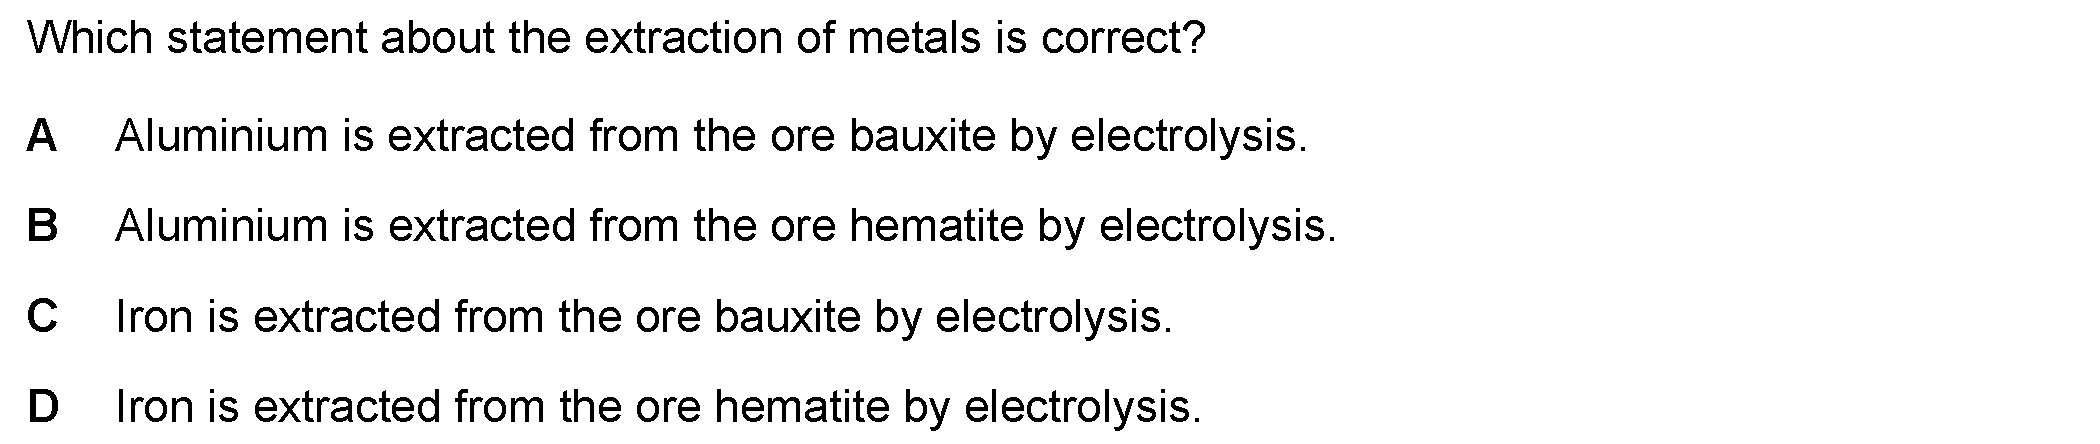 Which statement about the extraction of metals is correct?
A Aluminium is extracted from the ore bauxite by electrolysis.
B Aluminium is extracted from the ore hematite by electrolysis.
C Iron is extracted from the ore bauxite by electrolysis.
D Iron is extracted from the ore hematite by electrolysis.